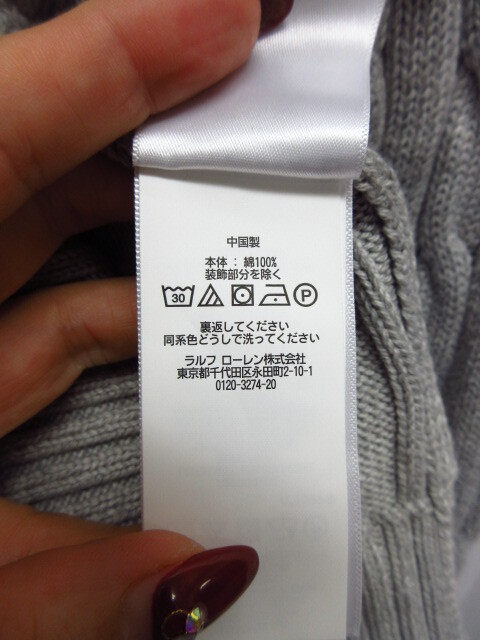 中国製
本体 : 綿100%
装飾部分を除く
30 P
裏返してください
同系色どうしで洗ってください
ラルフ ローレン株式会社
東京都千代田区永田町2-10-1
0120-3274-20